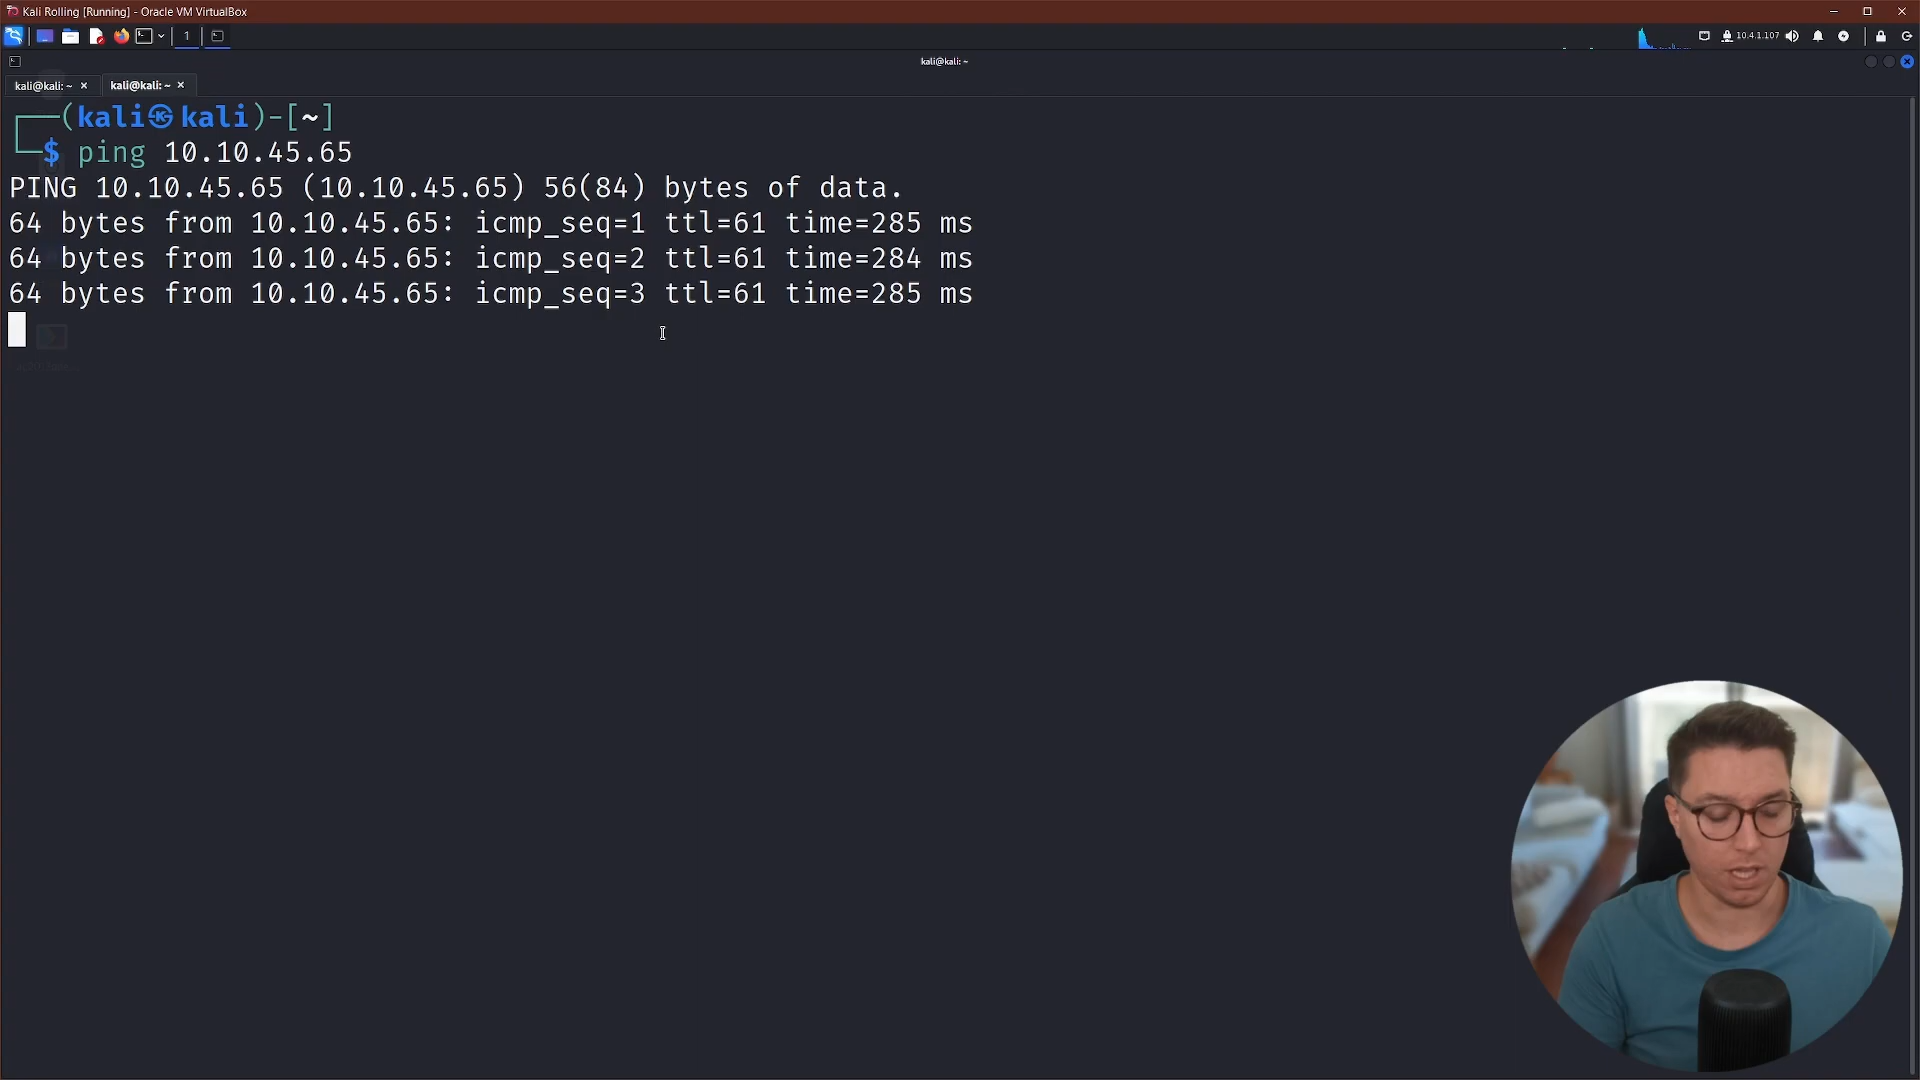 Kali Rolling [Running] - Oracle VM VirtualBox
1
10.4.1.107
kali@kali: ~
kali@kali: ~ ×
kali@kali: ~ ×
(kali㉿kali)-[~]
$ ping 10.10.45.65
PING 10.10.45.65 (10.10.45.65) 56(84) bytes of data.
64 bytes from 10.10.45.65: icmp_seq=1 ttl=61 time=285 ms
64 bytes from 10.10.45.65: icmp_seq=2 ttl=61 time=284 ms
64 bytes from 10.10.45.65: icmp_seq=3 ttl=61 time=285 ms